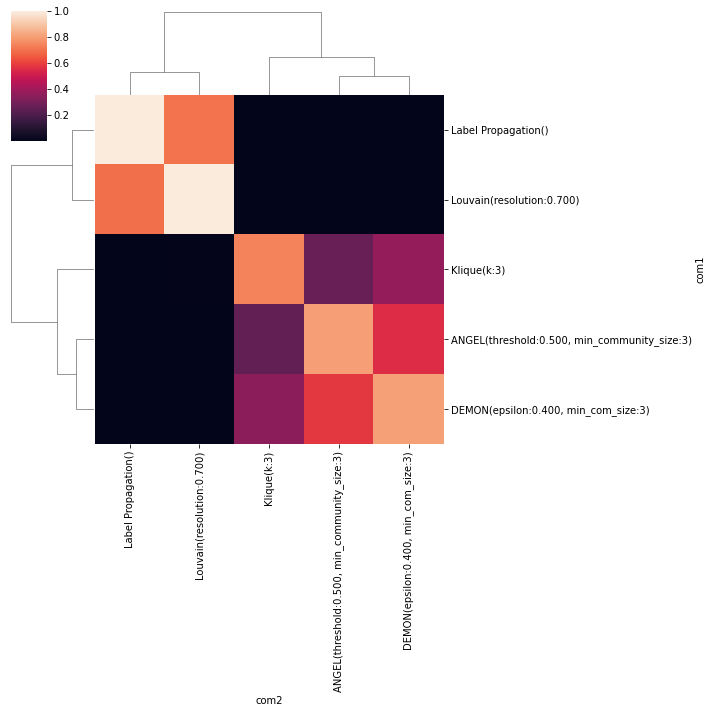 1.0
0.8
0.6
0.4
0.2
Label Propagation()
Louvain(resolution:0.700)
Klique(k:3)
ANGEL(threshold:0.500, min_community_size:3)
DEMON(epsilon:0.400, min_com_size:3)
com1
Label Propagation()
Louvain(resolution:0.700)
Klique(k:3)
ANGEL(threshold:0.500, min_community_size:3)
DEMON(epsilon:0.400, min_com_size:3)
com2